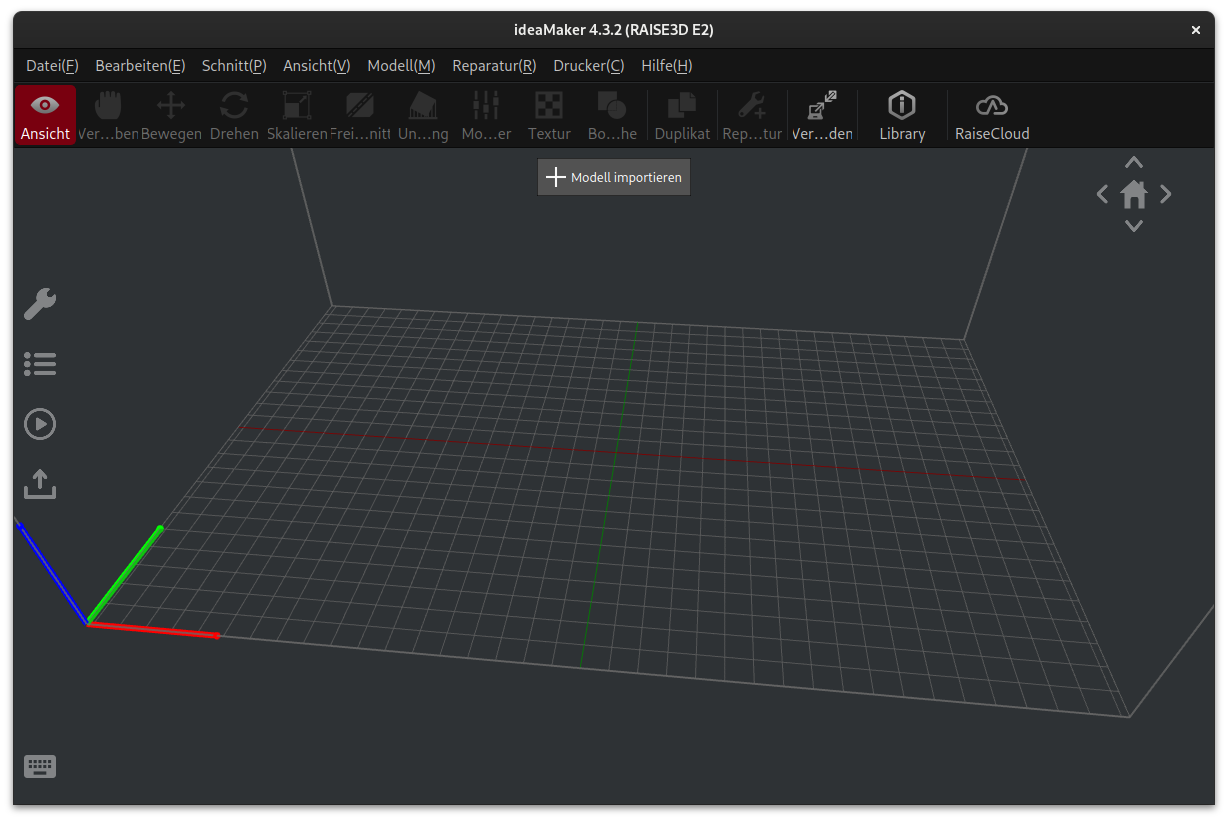 ideaMaker 4.3.2 (RAISE3D E2)
Datei(F) Bearbeiten(E) Schnitt(P) Ansicht(V) Modell(M) Reparatur(R) Drucker(C) Hilfe(H)
Ansicht Ver…ben Bewegen Drehen Skalieren Frei…nitt Un…ng Mo…er Textur Bo…he Duplikat Rep…tur Ver…den Library RaiseCloud
Modell importieren